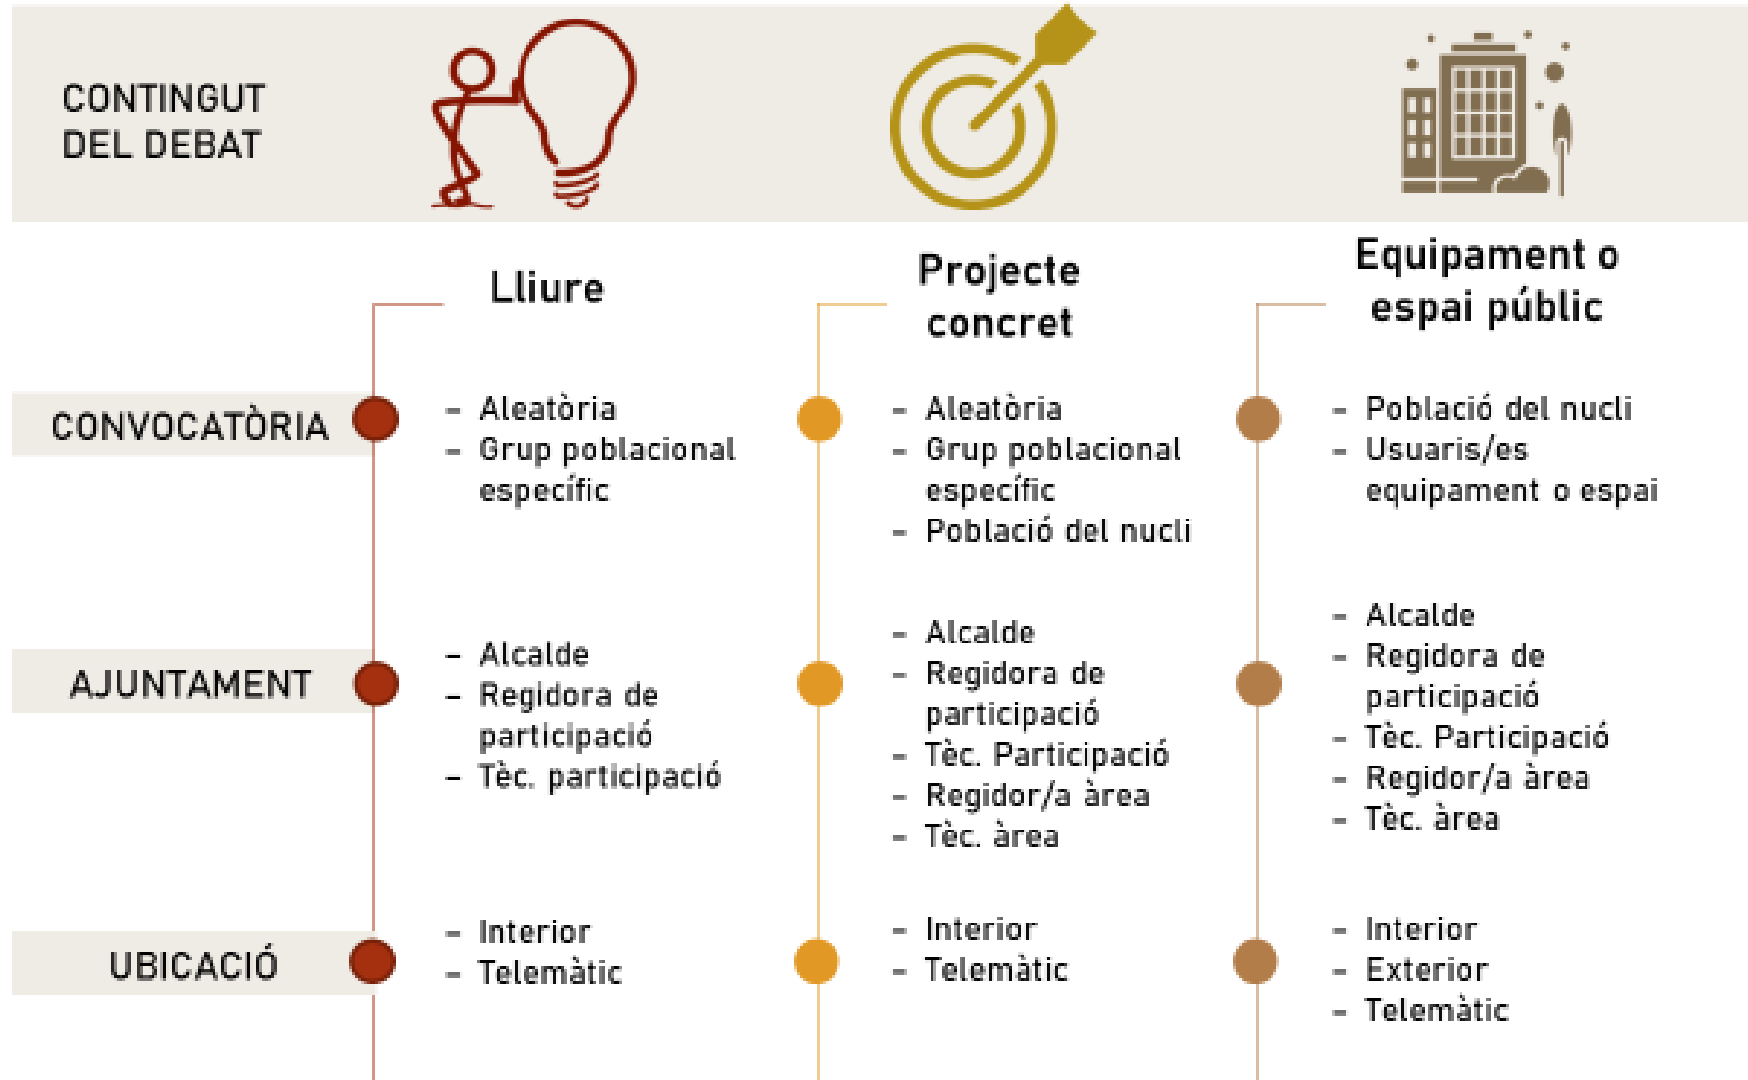 CONTINGUT
DEL DEBAT
Lliure
Projecte
concret
Equipament o
espai públic
CONVOCATÒRIA
- Aleatòria
- Grup poblacional
específic
- Aleatòria
- Grup poblacional
específic
- Població del nucli
- Població del nucli
- Usuaris/es
equipament o espai
AJUNTAMENT
- Alcalde
- Regidora de
participació
- Tèc. participació
- Alcalde
- Regidora de
participació
- Tèc. Participació
- Regidor/a àrea
- Tèc. àrea
- Alcalde
- Regidora de
participació
- Tèc. Participació
- Regidor/a àrea
- Tèc. àrea
UBICACIÓ
- Interior
- Telemàtic
- Interior
- Telemàtic
- Interior
- Exterior
- Telemàtic